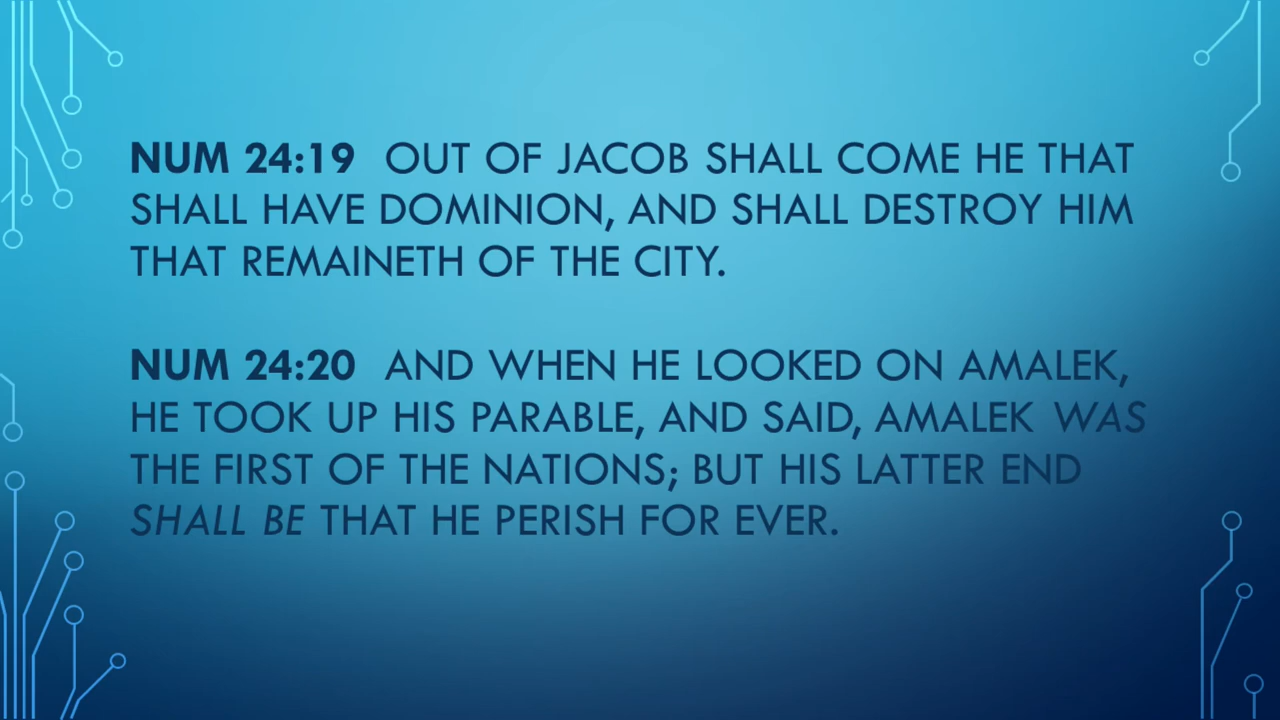 NUM 24:19 OUT OF JACOB SHALL COME HE THAT
SHALL HAVE DOMINION, AND SHALL DESTROY HIM
THAT REMAINETH OF THE CITY.
NUM 24:20 AND WHEN HE LOOKED ON AMALEK,
HE TOOK UP HIS PARABLE, AND SAID, AMALEK WAS
THE FIRST OF THE NATIONS; BUT HIS LATTER END
SHALL BE THAT HE PERISH FOR EVER.